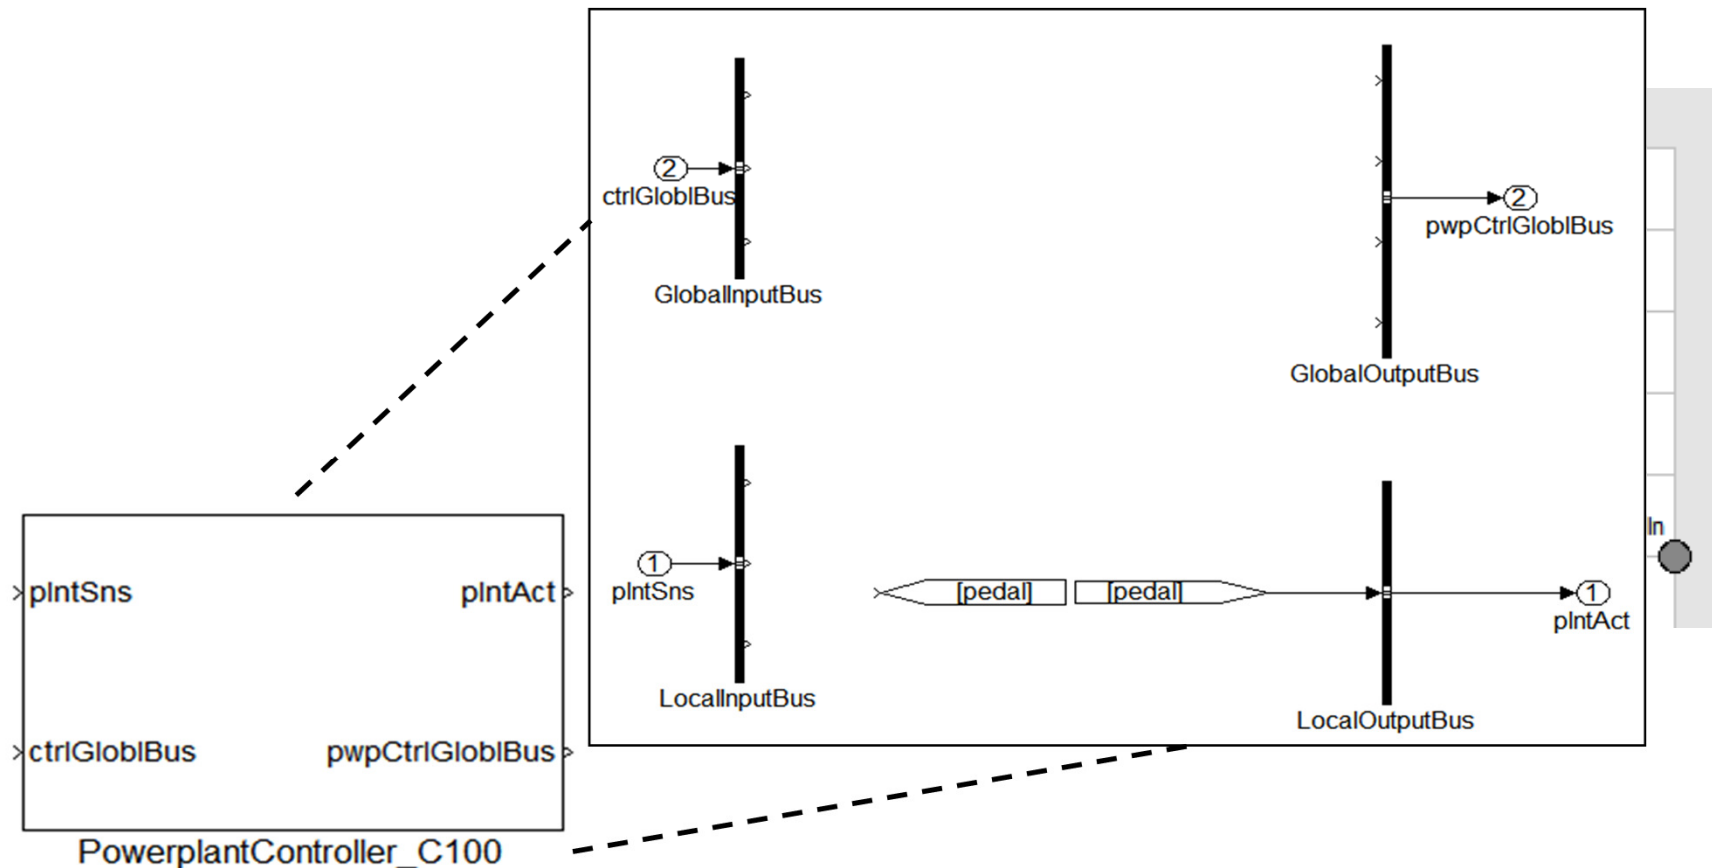 2
ctrlGloblBus
GlobalInputBus
2
pwpCtrlGloblBus
GlobalOutputBus
In
1
plntSns
LocalInputBus
[pedal]
[pedal]
1
plntAct
LocalOutputBus
plntSns
plntAct
ctrlGloblBus
pwpCtrlGloblBus
PowerplantController_C100